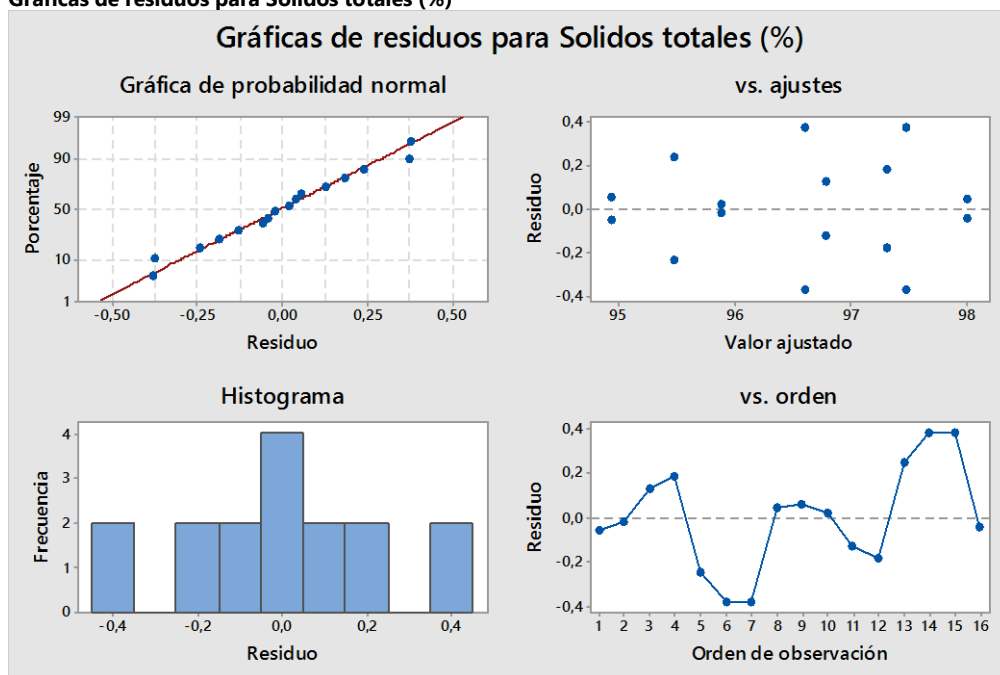 Gráficas de residuos para Solidos totales (%)
Gráficas de residuos para Solidos totales (%)
Gráfica de probabilidad normal
99
90
50
10
1
Porcentaje
-0,50 -0,25 0,00 0,25 0,50
Residuo
vs. ajustes
0,4
0,2
0,0
-0,2
-0,4
Residuo
95 96 97 98
Valor ajustado
Histograma
4
3
2
1
0
Frecuencia
-0,4 -0,2 0,0 0,2 0,4
Residuo
vs. orden
0,4
0,2
0,0
-0,2
-0,4
Residuo
1 2 3 4 5 6 7 8 9 10 11 12 13 14 15 16
Orden de observación